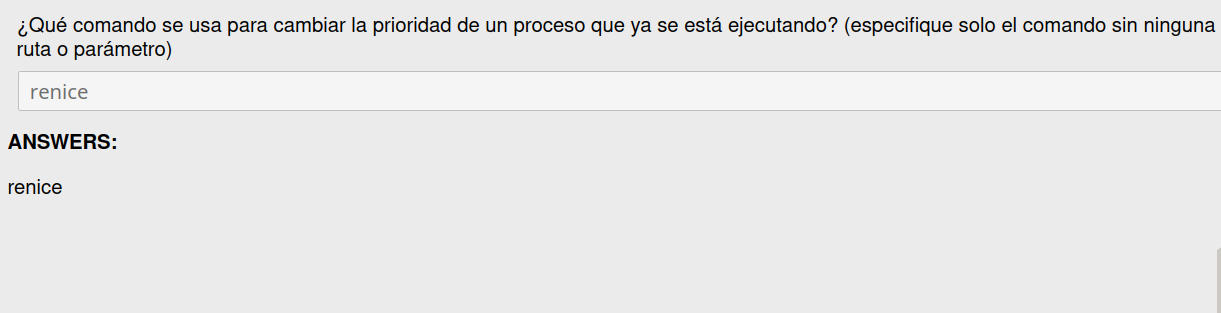 ¿Qué comando se usa para cambiar la prioridad de un proceso que ya se está ejecutando? (especifique solo el comando sin ninguna
ruta o parámetro)
renice
ANSWERS:
renice